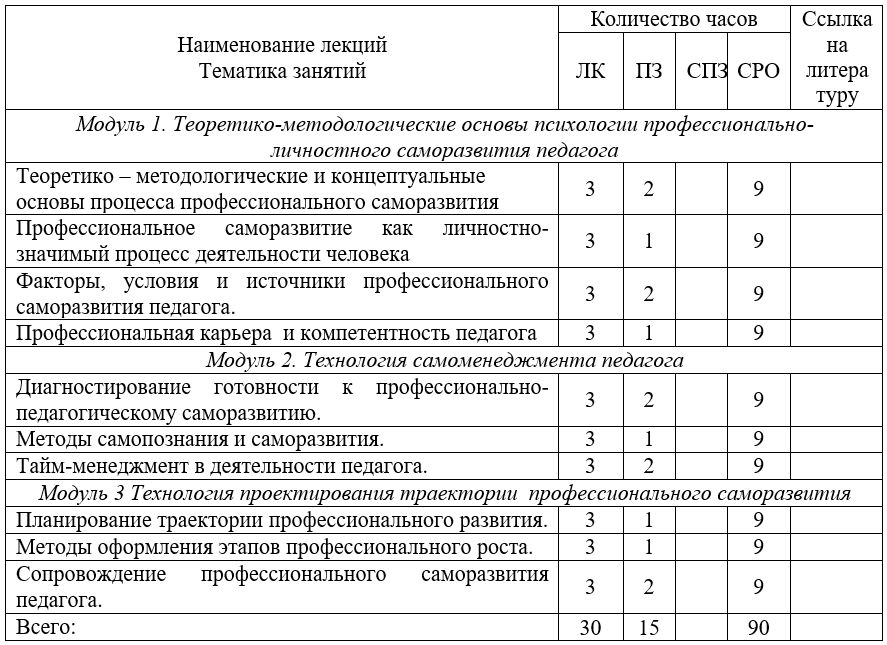 Наименование лекций
Тематика занятий
Количество часов
Ссылка
на
литера
туру
ЛК ПЗ СПЗ СРО
Модуль 1. Теоретико-методологические основы психологии профессионально-
личностного саморазвития педагога
Теоретико – методологические и концептуальные
основы процесса профессионального саморазвития
3 2 9
Профессиональное саморазвитие как личностно-
значимый процесс деятельности человека
3 1 9
Факторы, условия и источники профессионального
саморазвития педагога.
3 2 9
Профессиональная карьера и компетентность педагога 3 1 9
Модуль 2. Технология самоменеджмента педагога
Диагностирование готовности к профессионально-
педагогическому саморазвитию.
3 2 9
Методы самопознания и саморазвития. 3 1 9
Тайм-менеджмент в деятельности педагога. 3 2 9
Модуль 3 Технология проектирования траектории профессионального саморазвития
Планирование траектории профессионального развития. 3 1 9
Методы оформления этапов профессионального роста. 3 1 9
Сопровождение профессионального саморазвития
педагога.
3 2 9
Всего: 30 15 90